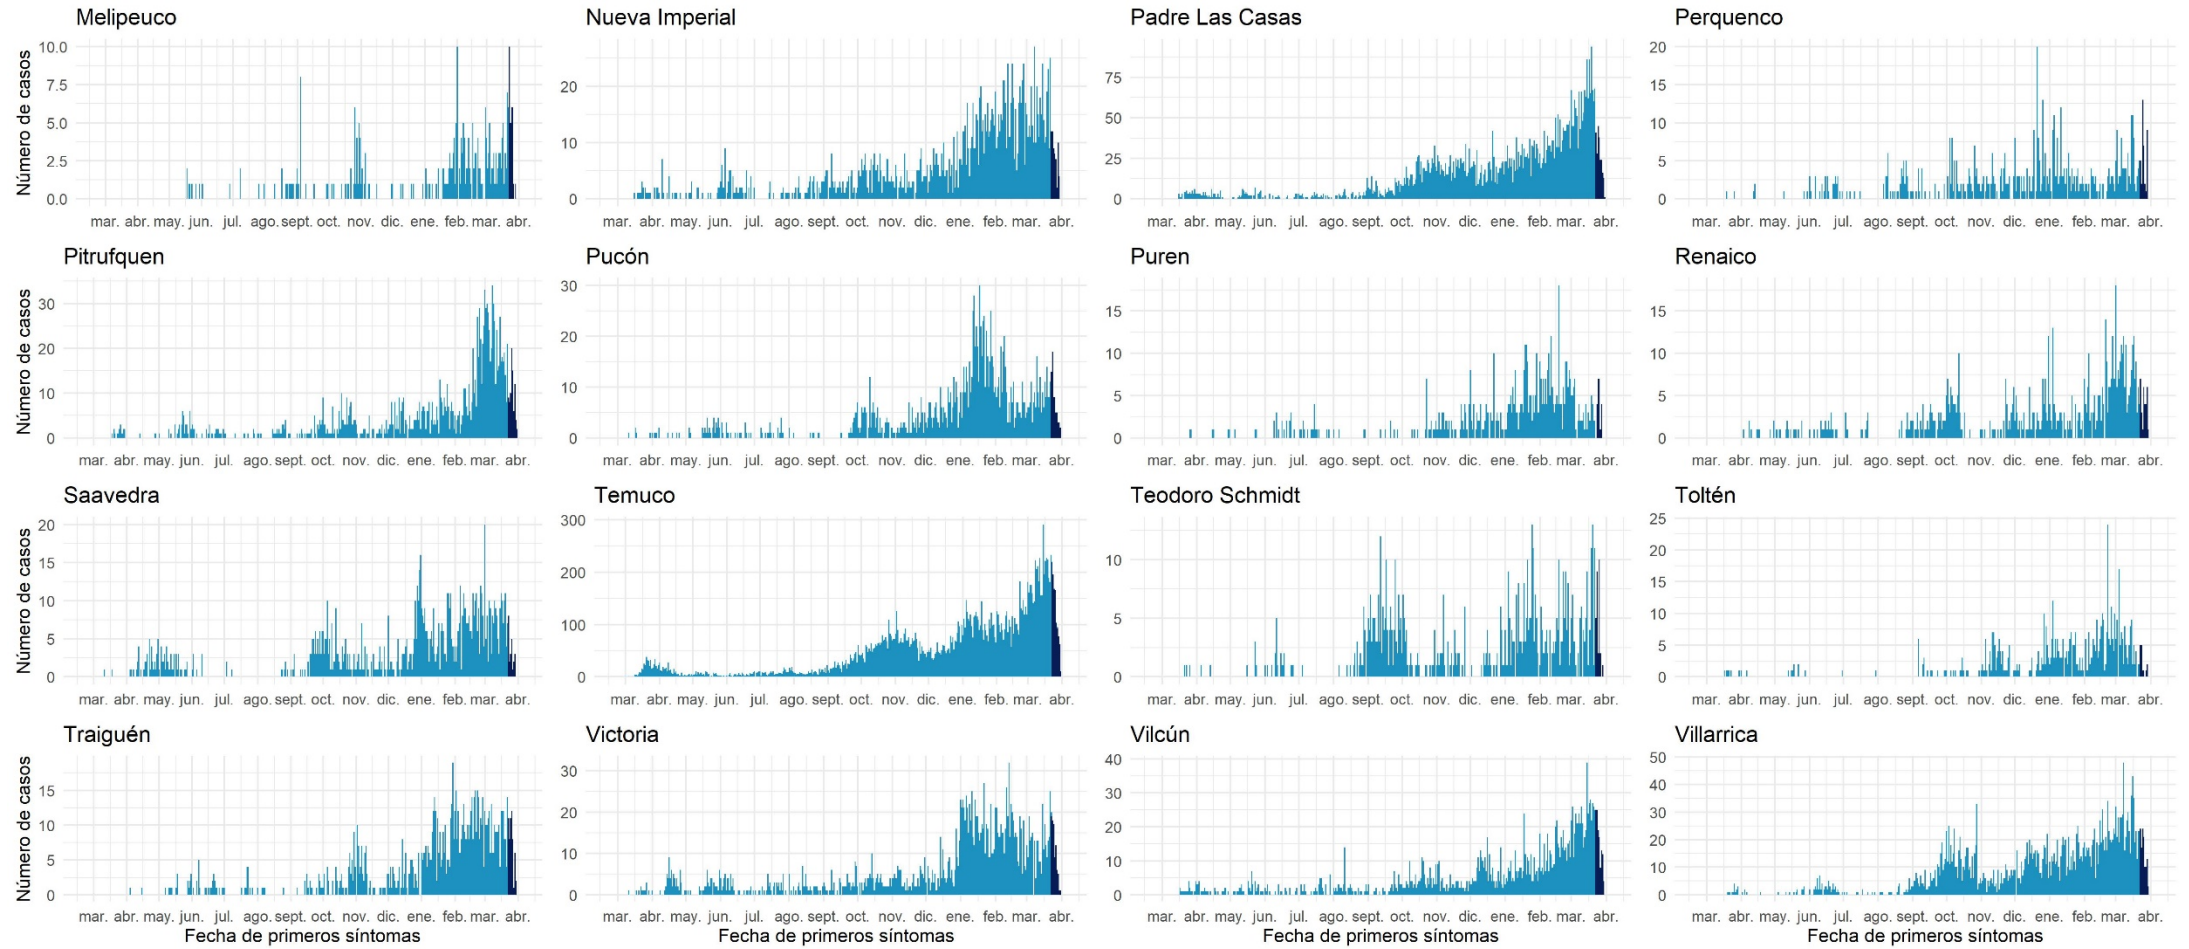 Melipeuco
Nueva Imperial
Padre Las Casas
Perquenco
Número de casos
10.0
7.5
5.0
2.5
0.0
20
10
0
75
50
25
0
20
15
10
5
0
mar. abr. may. jun. jul. ago. sept. oct. nov. dic. ene. feb. mar. abr.
mar. abr. may. jun. jul. ago. sept. oct. nov. dic. ene. feb. mar. abr.
mar. abr. may. jun. jul. ago. sept. oct. nov. dic. ene. feb. mar. abr.
mar. abr. may. jun. jul. ago. sept. oct. nov. dic. ene. feb. mar. abr.
Pitrufquen
Pucón
Puren
Renaico
Número de casos
30
20
10
0
30
20
10
0
15
10
5
0
15
10
5
0
mar. abr. may. jun. jul. ago. sept. oct. nov. dic. ene. feb. mar. abr.
mar. abr. may. jun. jul. ago. sept. oct. nov. dic. ene. feb. mar. abr.
mar. abr. may. jun. jul. ago. sept. oct. nov. dic. ene. feb. mar. abr.
mar. abr. may. jun. jul. ago. sept. oct. nov. dic. ene. feb. mar. abr.
Saavedra
Temuco
Teodoro Schmidt
Toltén
Número de casos
20
15
10
5
0
300
200
100
0
10
5
0
25
20
15
10
5
0
mar. abr. may. jun. jul. ago. sept. oct. nov. dic. ene. feb. mar. abr.
mar. abr. may. jun. jul. ago. sept. oct. nov. dic. ene. feb. mar. abr.
mar. abr. may. jun. jul. ago. sept. oct. nov. dic. ene. feb. mar. abr.
mar. abr. may. jun. jul. ago. sept. oct. nov. dic. ene. feb. mar. abr.
Traiguén
Victoria
Vilcún
Villarrica
Número de casos
15
10
5
0
30
20
10
0
40
30
20
10
0
50
40
30
20
10
0
mar. abr. may. jun. jul. ago. sept. oct. nov. dic. ene. feb. mar. abr.
mar. abr. may. jun. jul. ago. sept. oct. nov. dic. ene. feb. mar. abr.
mar. abr. may. jun. jul. ago. sept. oct. nov. dic. ene. feb. mar. abr.
mar. abr. may. jun. jul. ago. sept. oct. nov. dic. ene. feb. mar. abr.
Fecha de primeros síntomas
Fecha de primeros síntomas
Fecha de primeros síntomas
Fecha de primeros síntomas